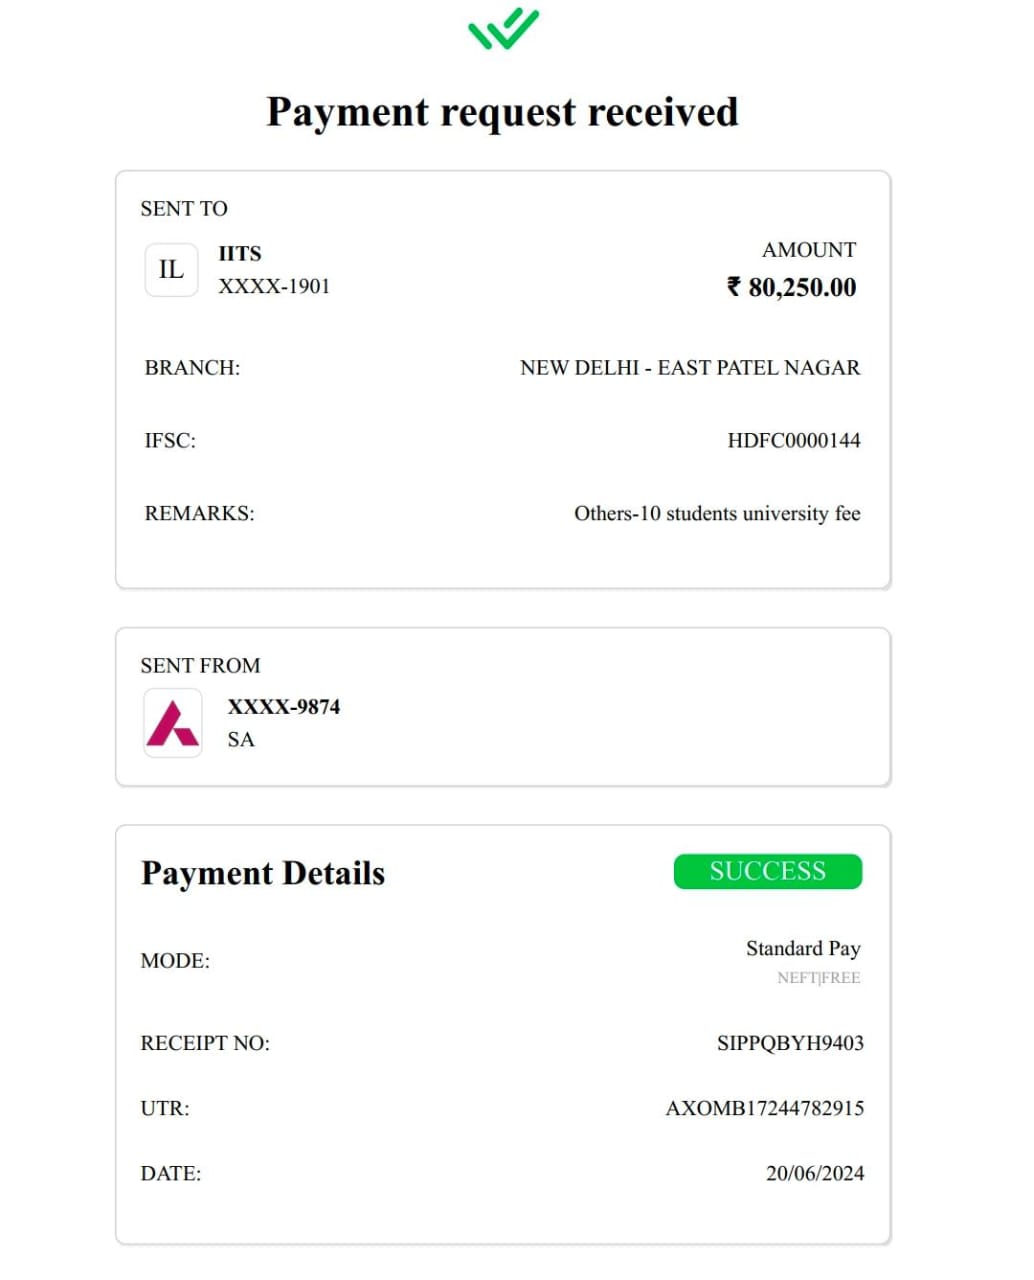 Payment request received
SENT TO
IL
IITS
XXXX-1901
AMOUNT
₹ 80,250.00
BRANCH: NEW DELHI - EAST PATEL NAGAR
IFSC: HDFC0000144
REMARKS: Others-10 students university fee
SENT FROM
XXXX-9874
SA
Payment Details SUCCESS
MODE: Standard Pay
NEFT|FREE
RECEIPT NO: SIPPQBYH9403
UTR: AXOMB17244782915
DATE: 20/06/2024